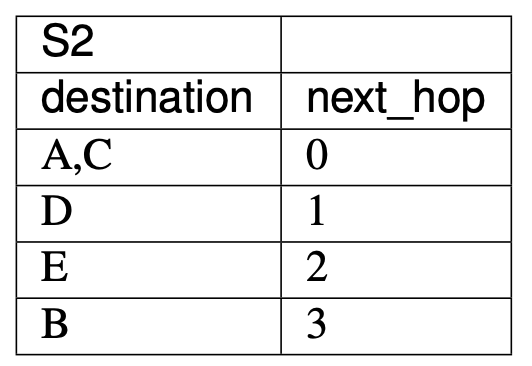 S2
destination next_hop
A,C 0
D 1
E 2
B 3